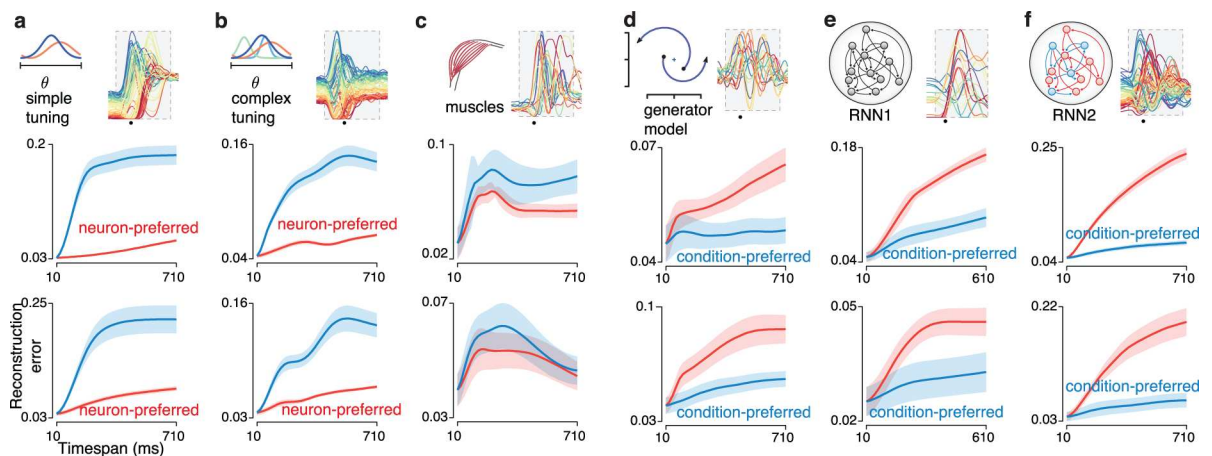 a
θ
simple
tuning
0.2
neuron-preferred
0.03
10
710
0.25
neuron-preferred
0.03
10
710
Reconstruction
error
Timespan (ms)
b
θ
complex
tuning
0.16
neuron-preferred
0.04
10
710
0.16
neuron-preferred
0.03
10
710
c
muscles
0.1
0.02
10
710
0.07
0.03
10
710
d
generator
model
0.07
condition-preferred
0.04
10
710
0.1
condition-preferred
0.03
10
710
e
RNN1
0.18
condition-preferred
0.04
10
610
0.05
condition-preferred
0.02
10
610
f
RNN2
0.25
condition-preferred
0.04
10
710
0.22
condition-preferred
0.03
10
710